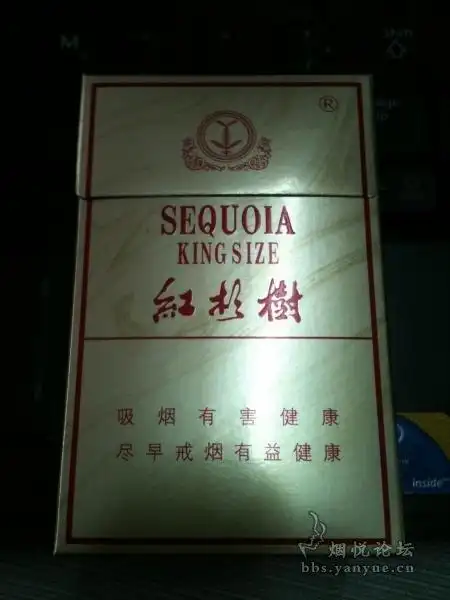 M
®
SEQUOIA
KING SIZE
紅杉樹
吸烟有害健康
尽早戒烟有益健康
inside
烟悦论坛
bbs.yanyue.cn